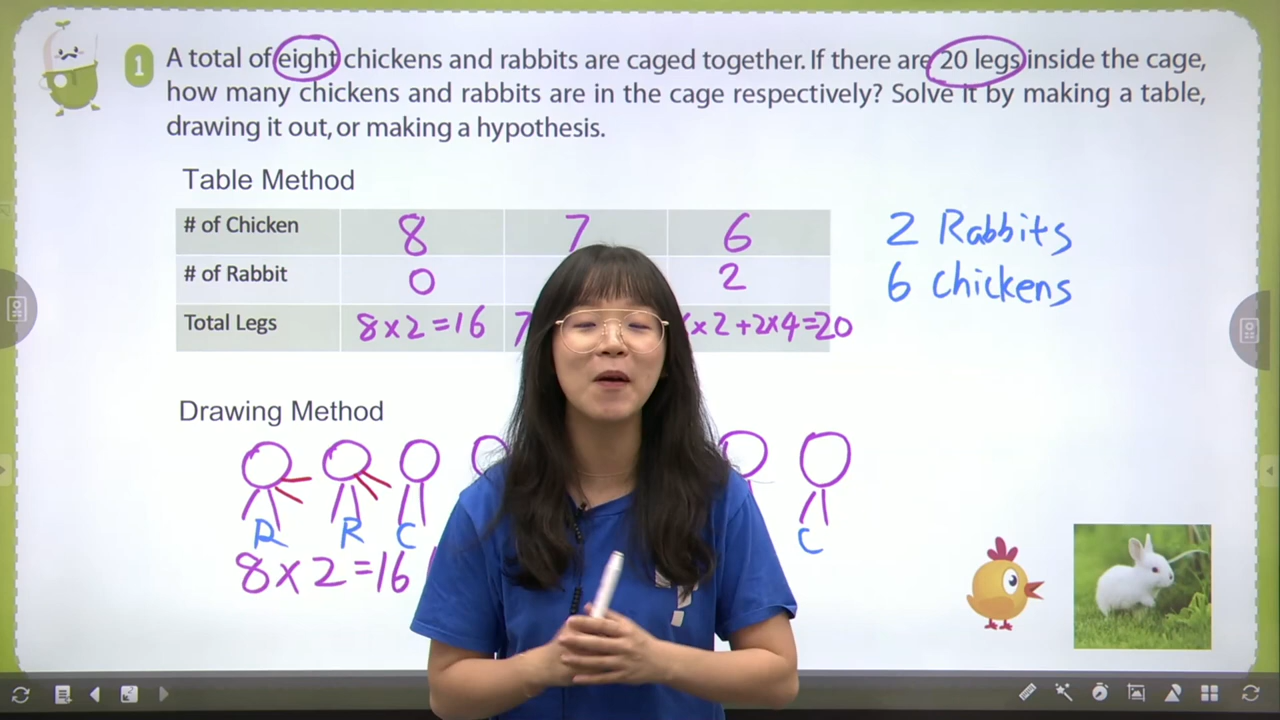 1 A total of eight chickens and rabbits are caged together. If there are 20 legs inside the cage,
how many chickens and rabbits are in the cage respectively? Solve it by making a table,
drawing it out, or making a hypothesis.
Table Method
# of Chicken 8 7 6
# of Rabbit 0 2
Total Legs 8x2=16 7 x2+2x4=20
2 Rabbits
6 chickens
Drawing Method
R R C C
8x2=16